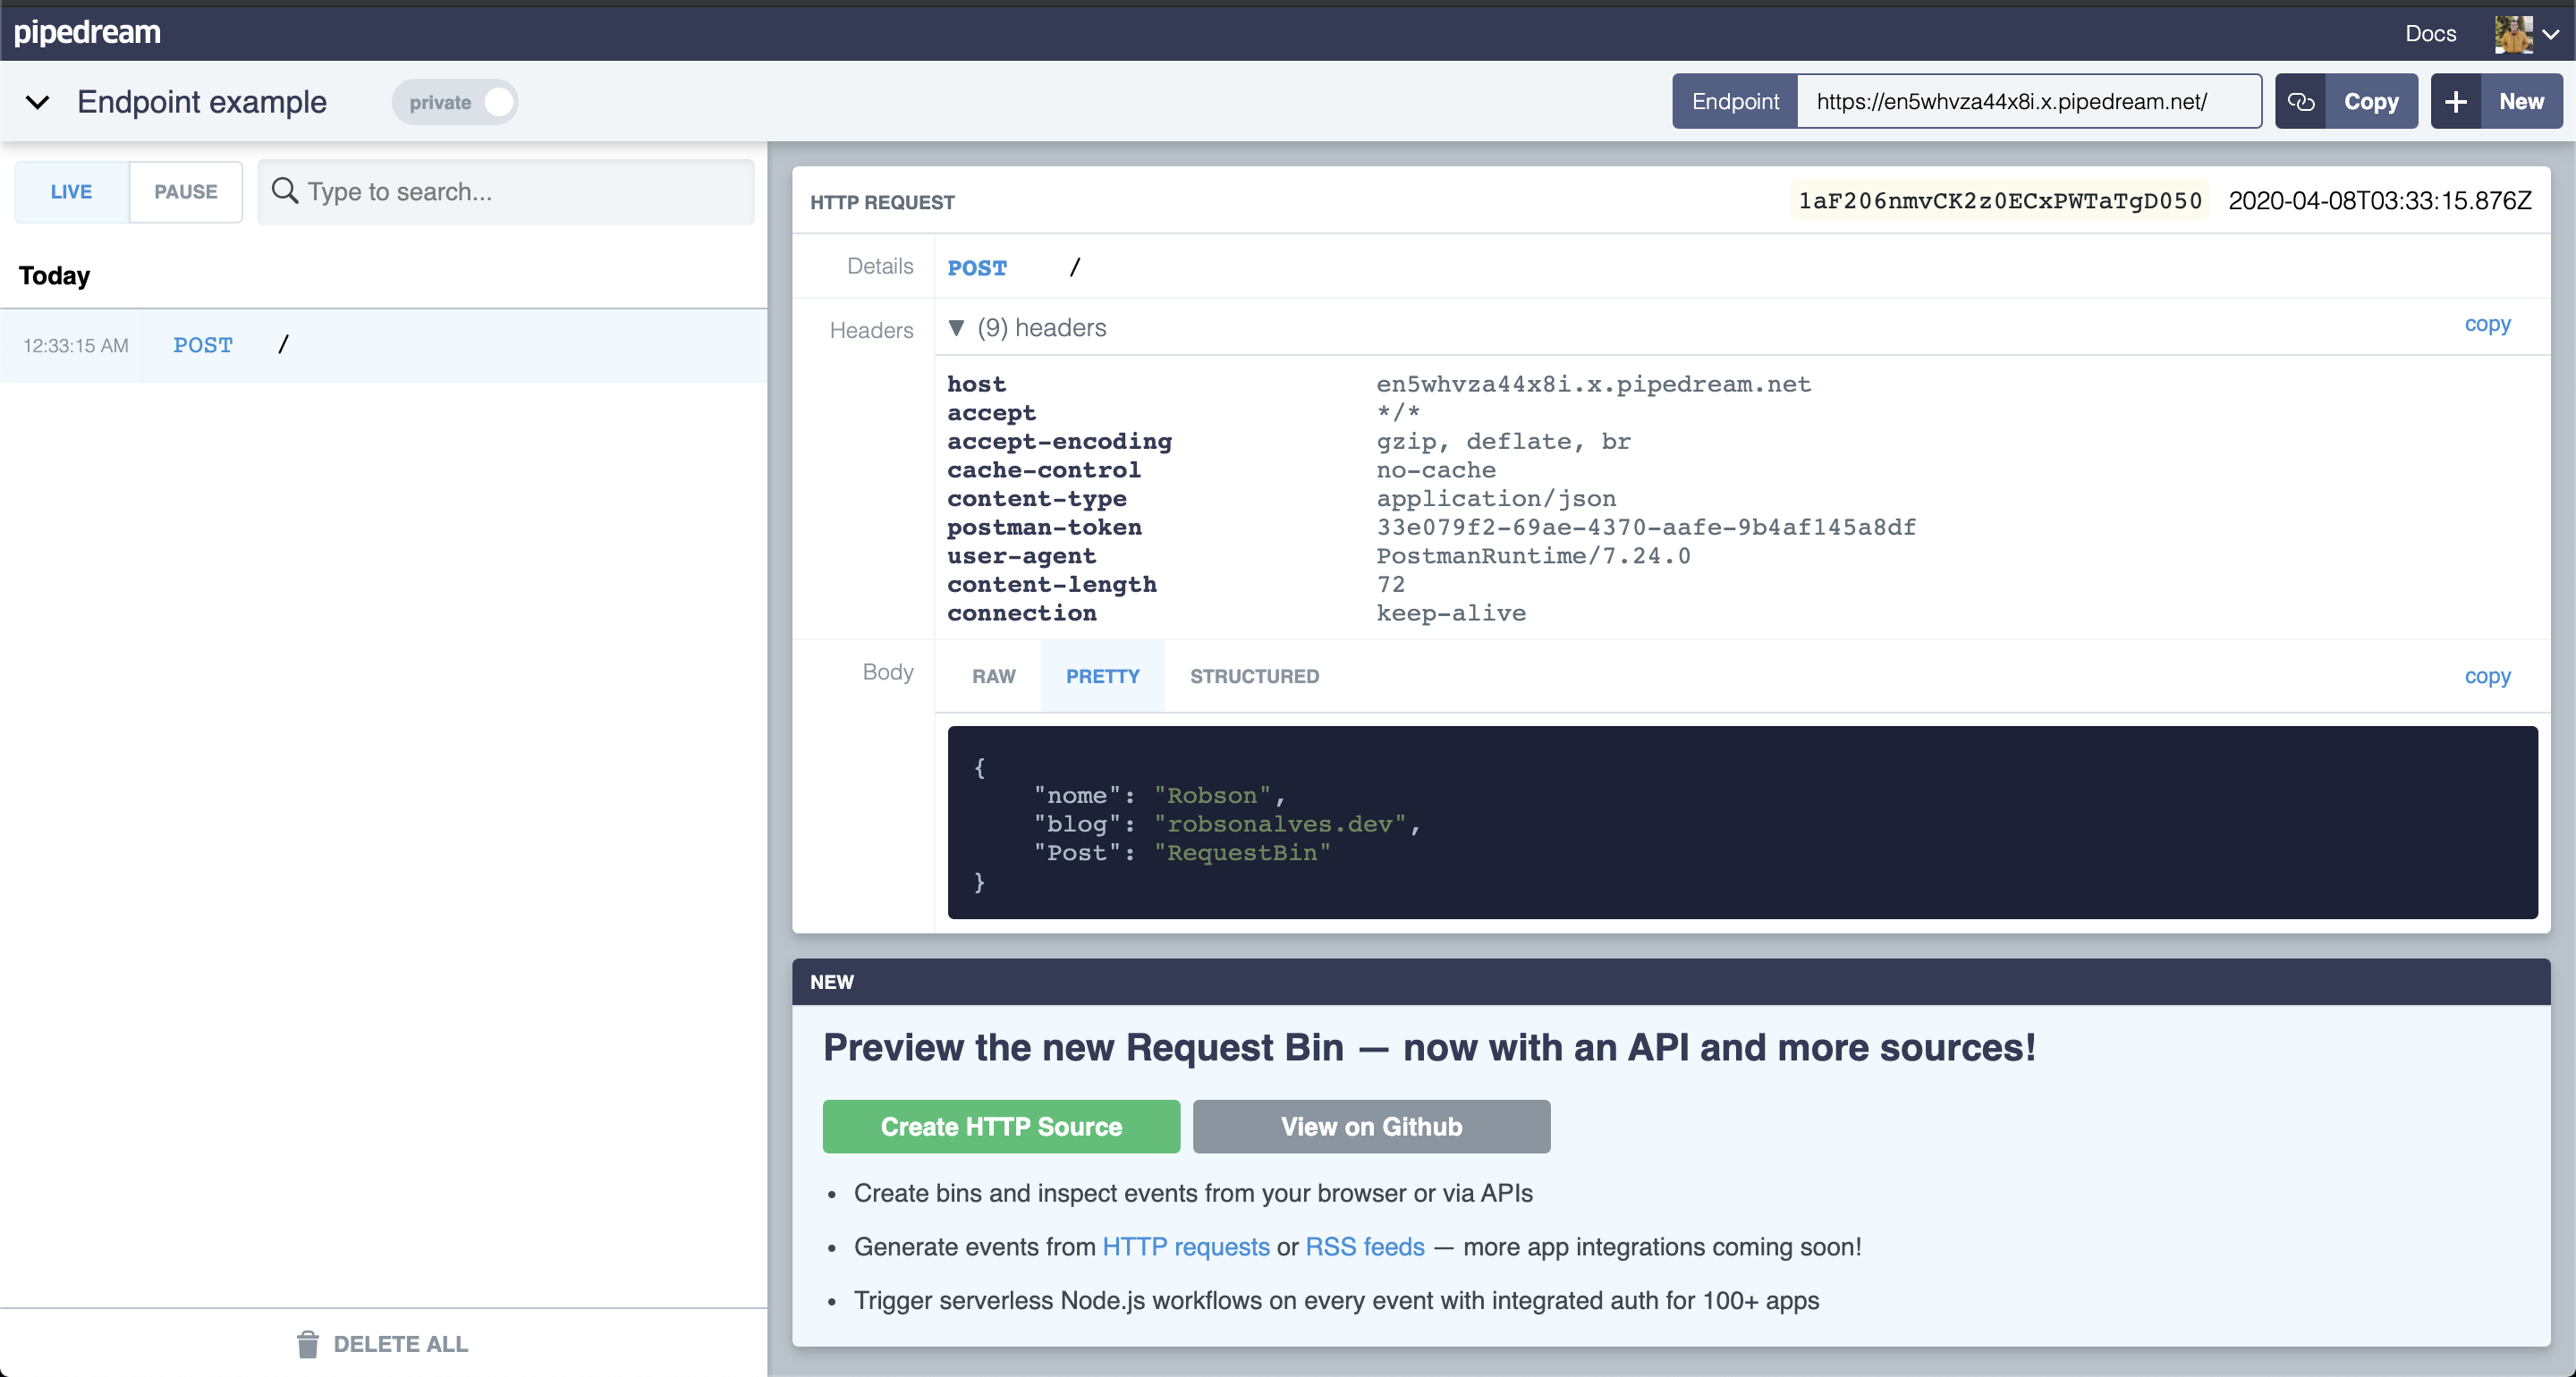 pipedream
Docs
Endpoint example
private
Endpoint
https://en5whvza44x8i.x.pipedream.net/
Copy
New
LIVE
PAUSE
Type to search...
Today
12:33:15 AM POST /
DELETE ALL
HTTP REQUEST
1aF206nmvCK2z0ECxPWTaTgD050
2020-04-08T03:33:15.876Z
Details
POST /
Headers
▼ (9) headers
copy
host en5whvza44x8i.x.pipedream.net
accept */*
accept-encoding gzip, deflate, br
cache-control no-cache
content-type application/json
postman-token 33e079f2-69ae-4370-aafe-9b4af145a8df
user-agent PostmanRuntime/7.24.0
content-length 72
connection keep-alive
Body
RAW
PRETTY
STRUCTURED
copy
{
"nome": "Robson",
"blog": "robsonalves.dev",
"Post": "RequestBin"
}
NEW
Preview the new Request Bin — now with an API and more sources!
Create HTTP Source
View on Github
• Create bins and inspect events from your browser or via APIs
• Generate events from HTTP requests or RSS feeds — more app integrations coming soon!
• Trigger serverless Node.js workflows on every event with integrated auth for 100+ apps